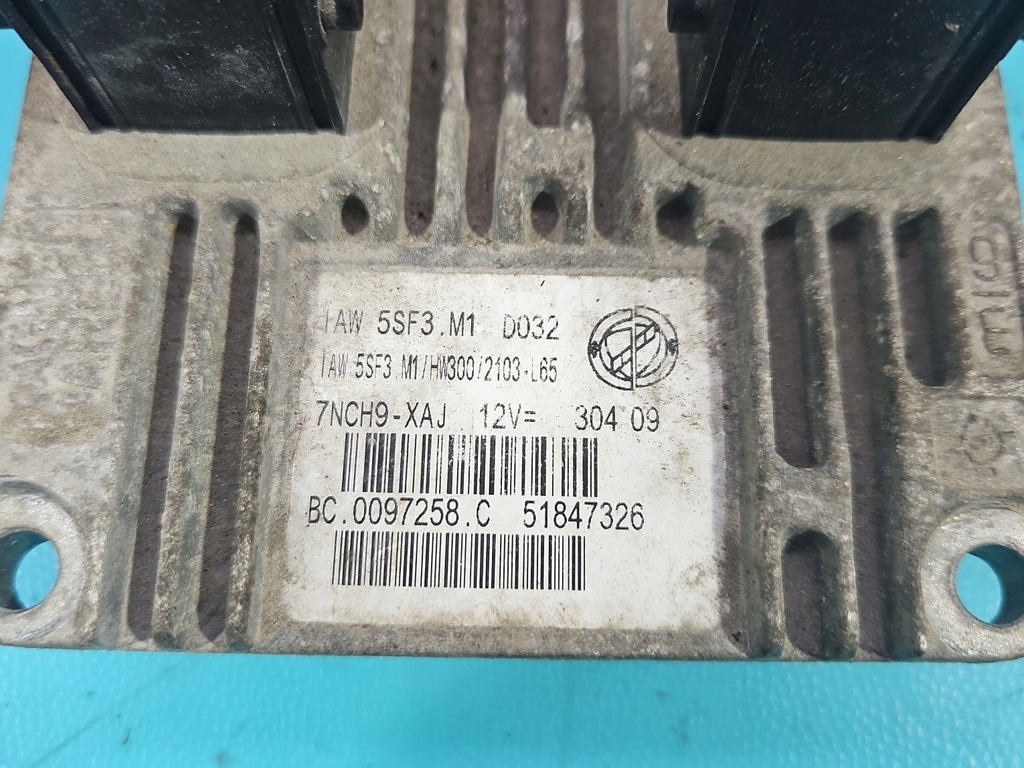 IAW 5SF3.M1 D032
IAW 5SF3.M1/HW300/2103-L65
7NCH9-XAJ 12V= 304 09
BC.0097258.C 51847326